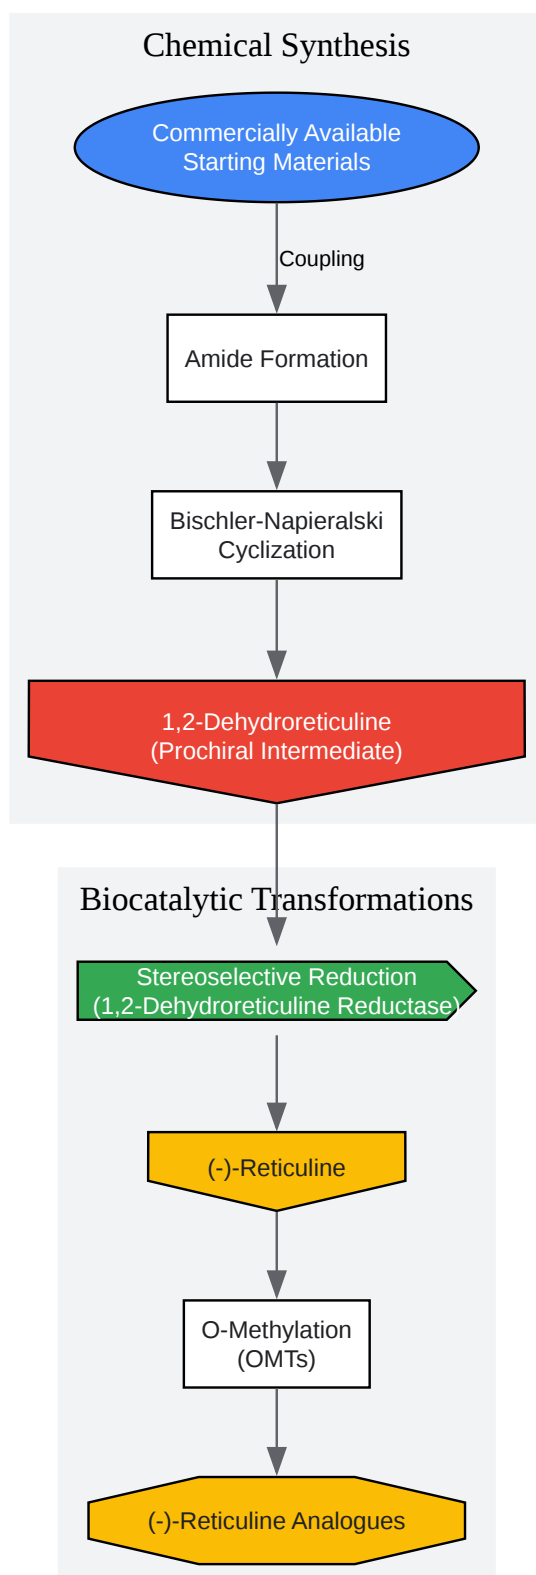 Chemical Synthesis
Commercially Available
Starting Materials
Coupling
Amide Formation
Bischler-Napieralski
Cyclization
1,2-Dehydroreticuline
(Prochiral Intermediate)
Biocatalytic Transformations
Stereoselective Reduction
(1,2-Dehydroreticuline Reductase)
(-)-Reticuline
O-Methylation
(OMTs)
(-)-Reticuline Analogues